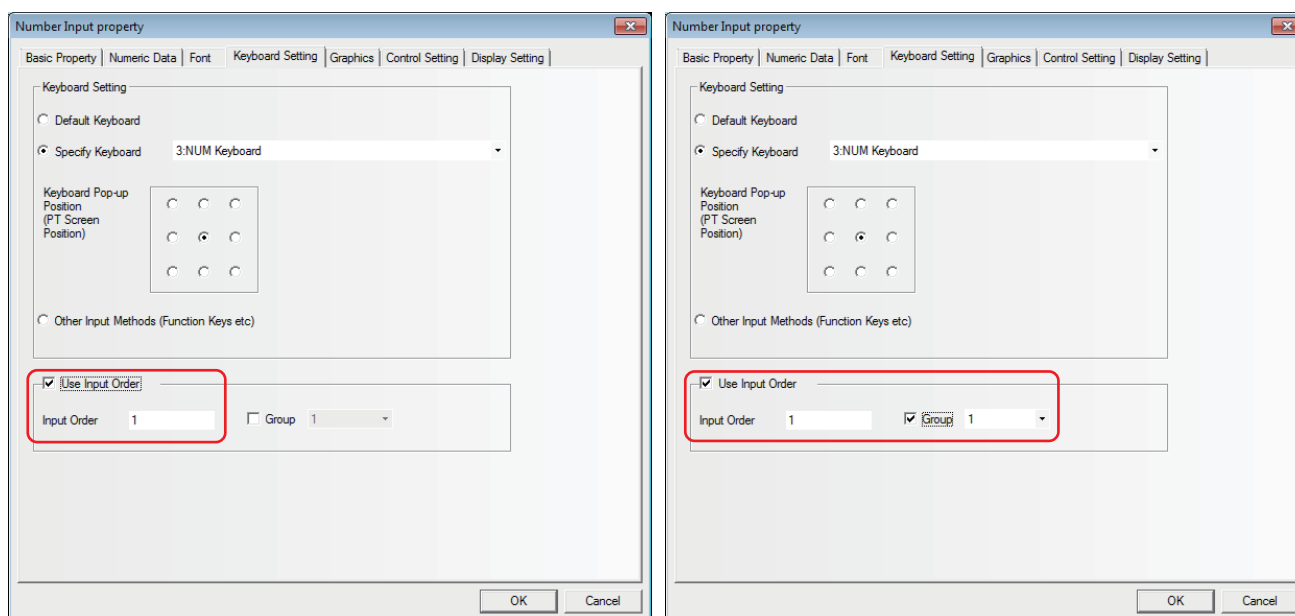 Number Input property
Basic Property Numeric Data Font Keyboard Setting Graphics Control Setting Display Setting
Keyboard Setting
Default Keyboard
Specify Keyboard 3:NUM Keyboard
Keyboard Pop-up
Position
(PT Screen
Position)
Other Input Methods (Function Keys etc)
Use Input Order
Input Order 1 Group 1
OK Cancel
Number Input property
Basic Property Numeric Data Font Keyboard Setting Graphics Control Setting Display Setting
Keyboard Setting
Default Keyboard
Specify Keyboard 3:NUM Keyboard
Keyboard Pop-up
Position
(PT Screen
Position)
Other Input Methods (Function Keys etc)
Use Input Order
Input Order 1 Group 1
OK Cancel